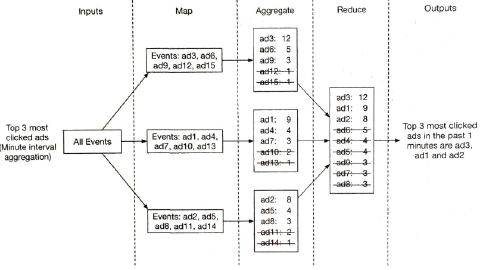 Inputs
Map
Aggregate
Reduce
Outputs
Top 3 most
clicked ads
(Minute interval
aggregation)
All Events
Events: ad3, ad6,
ad9, ad12, ad15
Events: ad1, ad4,
ad7, ad10, ad13
Events: ad2, ad5,
ad8, ad11, ad14
ad3: 12
ad6: 5
ad9: 3
ad12: 1
ad15: 1
ad1: 9
ad4: 4
ad7: 3
ad10: 2
ad13: 1
ad2: 8
ad5: 4
ad8: 3
ad11: 2
ad14: 1
ad3: 12
ad1: 9
ad2: 8
ad6: 5
ad4: 4
ad5: 4
ad9: 3
ad7: 3
ad8: 3
Top 3 most clicked
ads in the past 1
minutes are ad3,
ad1 and ad2